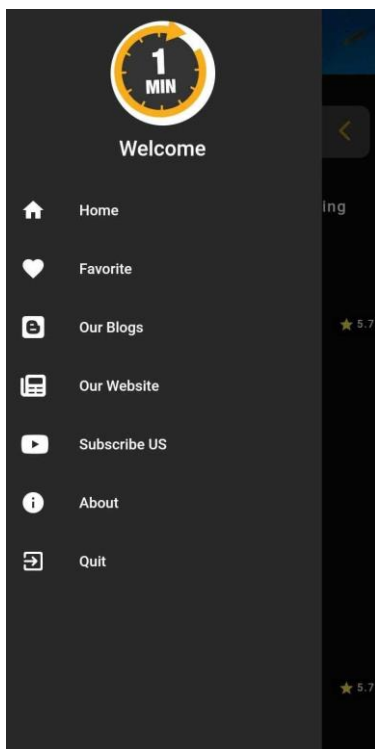 1
MIN
Welcome
Home
ing
Favorite
Our Blogs
5.7
Our Website
Subscribe US
About
Quit
5.7